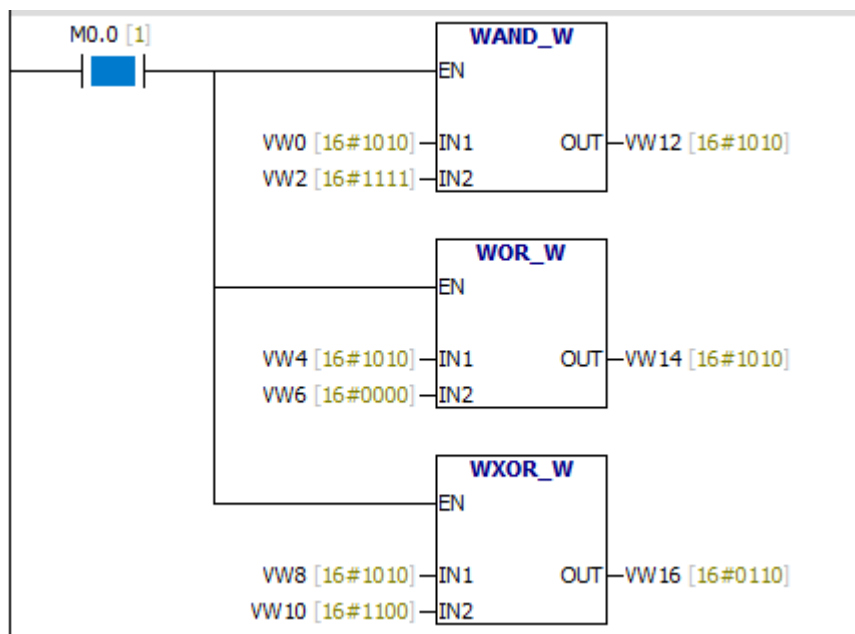 M0.0 [1]
WAND_W
EN
VW0 [16#1010] IN1 OUT VW12 [16#1010]
VW2 [16#1111] IN2
WOR_W
EN
VW4 [16#1010] IN1 OUT VW14 [16#1010]
VW6 [16#0000] IN2
WXOR_W
EN
VW8 [16#1010] IN1 OUT VW16 [16#0110]
VW10 [16#1100] IN2